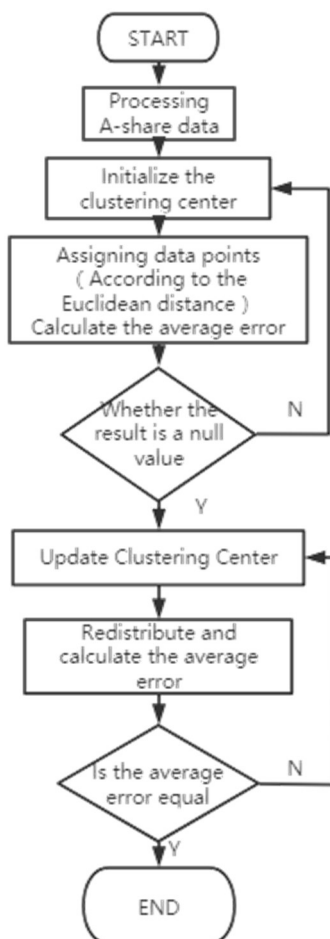 START
Processing
A-share data
Initialize the
clustering center
Assigning data points
( According to the
Euclidean distance )
Calculate the average error
Whether the
result is a null
value
N
Y
Update Clustering Center
Redistribute and
calculate the average
error
Is the average
error equal
N
Y
END